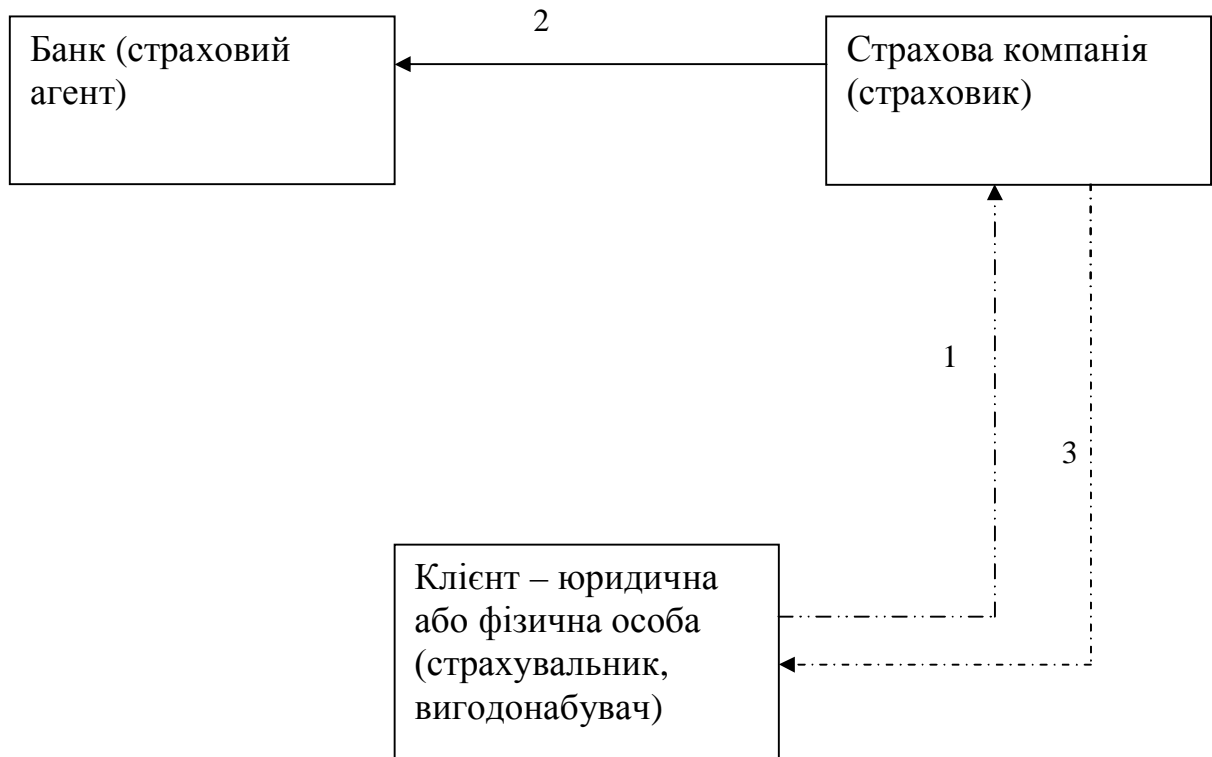 2
Банк (страховий
агент)
Страхова компанія
(страховик)
1
3
Клієнт – юридична
або фізична особа
(страхувальник,
вигодонабувач)